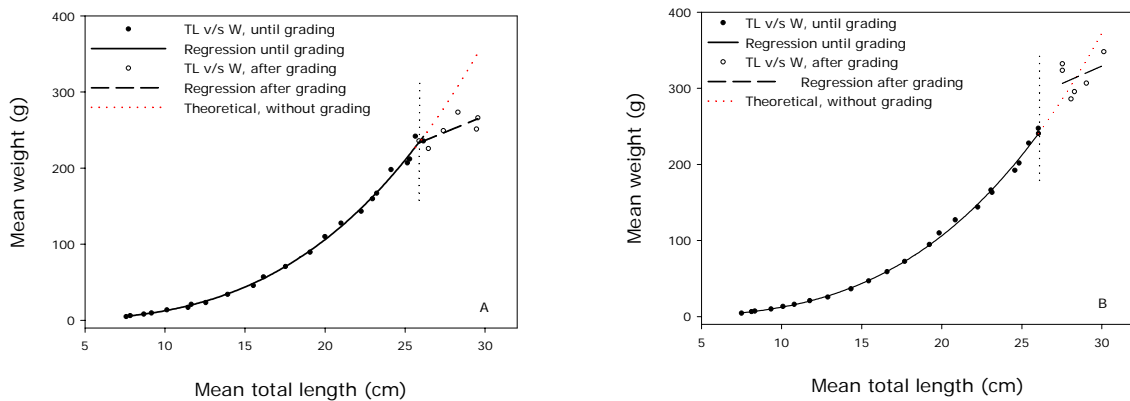 400
300
200
100
0
Mean weight (g)
TL v/s W, until grading
Regression until grading
TL v/s W, after grading
Regression after grading
Theoretical, without grading
A
5 10 15 20 25 30
Mean total length (cm)
400
300
200
100
0
Mean weight (g)
TL v/s W, until grading
Regression until grading
TL v/s W, after grading
Regression after grading
Theoretical, without grading
B
5 10 15 20 25 30
Mean total length (cm)